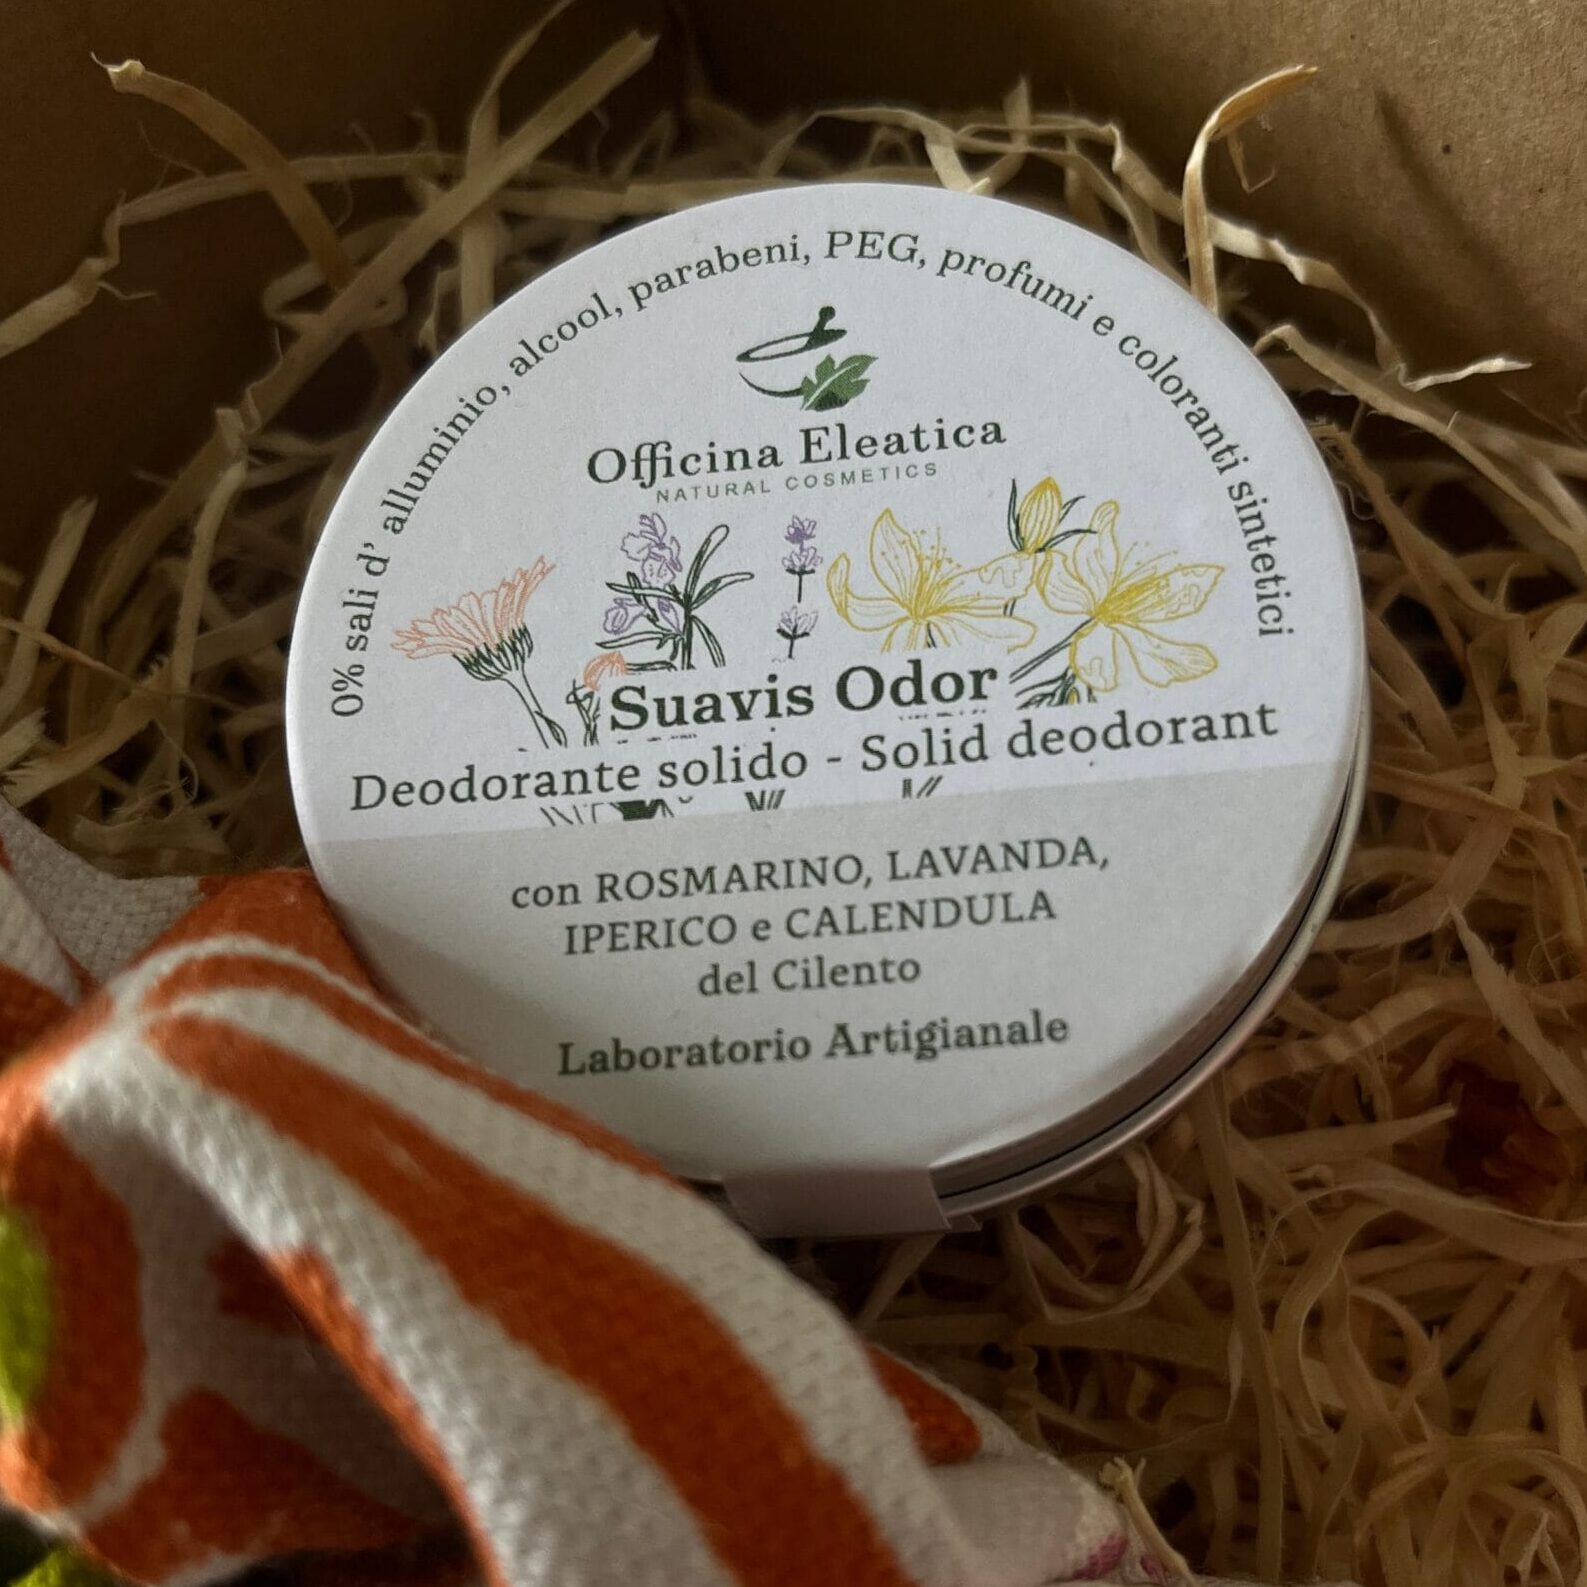 0% sali d' alluminio, alcool, parabeni, PEG, profumi e coloranti sintetici
Officina Eleatica
NATURAL COSMETICS
Suavis Odor
Deodorante solido - Solid deodorant
con ROSMARINO, LAVANDA,
IPERICO e CALENDULA
del Cilento
Laboratorio Artigianale